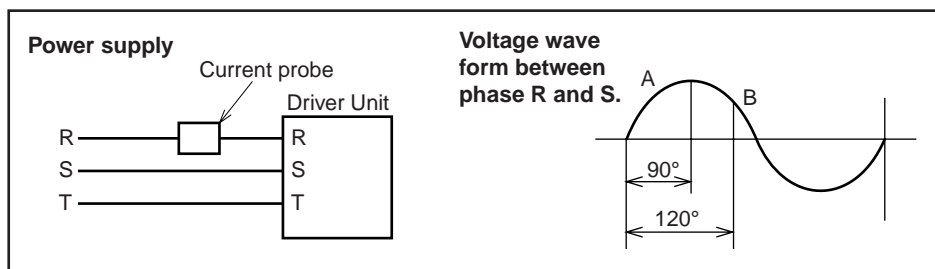 Power supply
Current probe
Driver Unit
R
R
S
S
T
T
Voltage wave
form between
phase R and S.
A
B
90°
120°